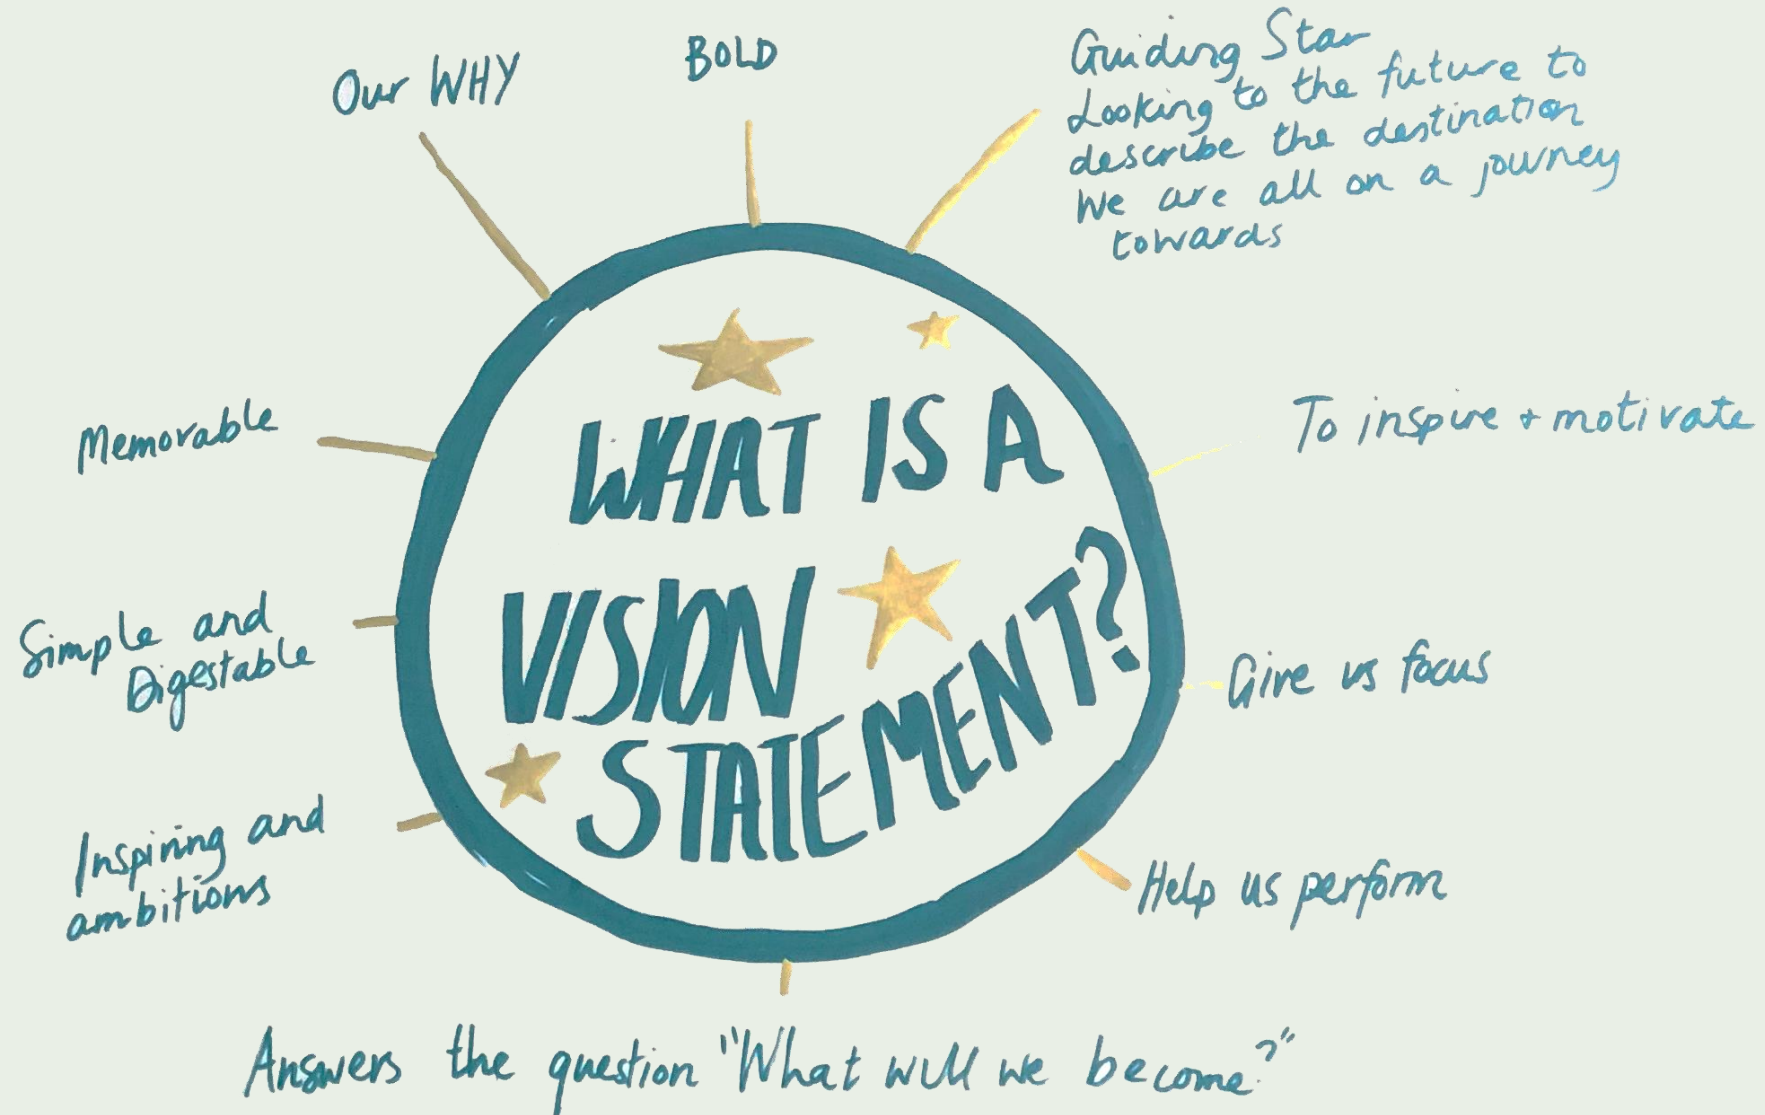 Our WHY
BOLD
Guiding Star
Looking to the future to
describe the destination
We are all on a journey
towards
Memorable
WHAT IS A
VISION
STATEMENT?
To inspire + motivate
Simple and
Digestable
Give us focus
Inspiring and
ambitions
Help us perform
Answers the question "What will we become?"